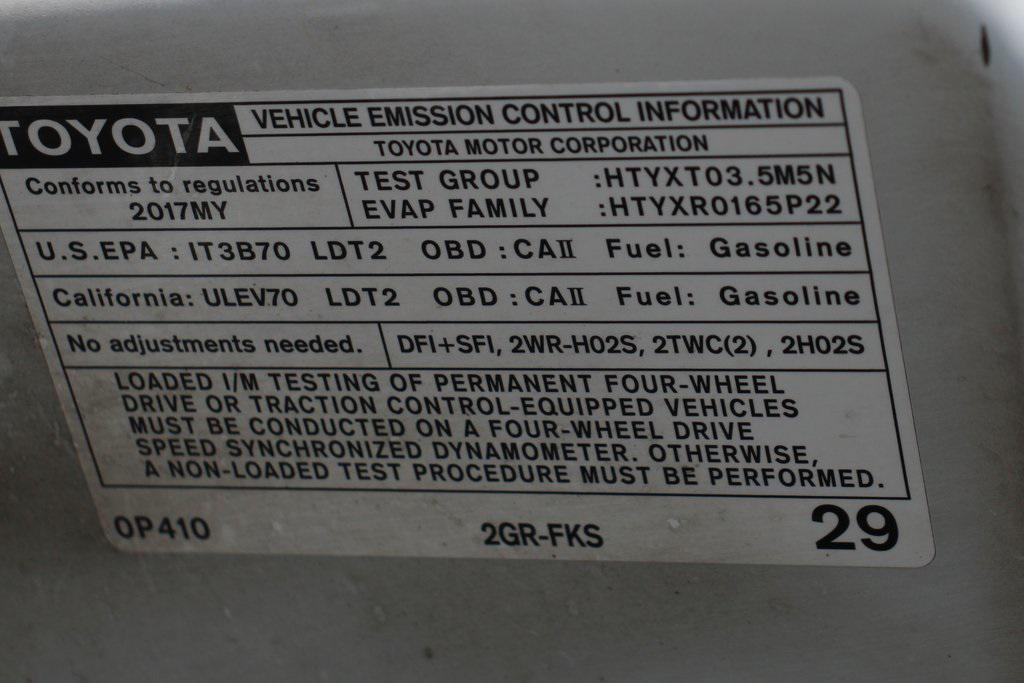 TOYOTA
VEHICLE EMISSION CONTROL INFORMATION
TOYOTA MOTOR CORPORATION
Conforms to regulations
2017MY
TEST GROUP :HTYXT03.5M5N
EVAP FAMILY :HTYXR0165P22
U.S.EPA : IT3B70 LDT2 OBD : CAII Fuel: Gasoline
California: ULEV70 LDT2 OBD : CAII Fuel: Gasoline
No adjustments needed.
DFI+SFI, 2WR-HO2S, 2TWC(2) , 2HO2S
LOADED I/M TESTING OF PERMANENT FOUR-WHEEL
DRIVE OR TRACTION CONTROL-EQUIPPED VEHICLES
MUST BE CONDUCTED ON A FOUR-WHEEL DRIVE
SPEED SYNCHRONIZED DYNAMOMETER. OTHERWISE,
A NON-LOADED TEST PROCEDURE MUST BE PERFORMED.
0P410
2GR-FKS
29